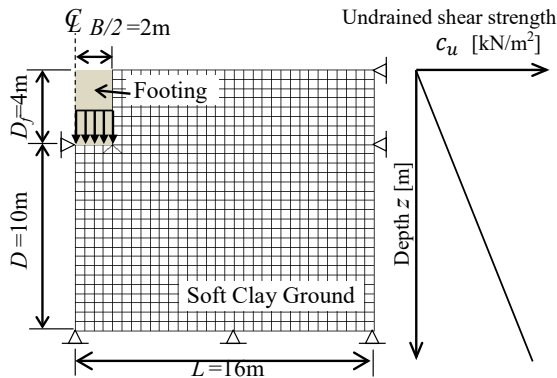 ℄ B/2=2m
Undrained shear strength
c_u [kN/m²]
Footing
D_f=4m
Depth z [m]
D =10m
Soft Clay Ground
L=16m